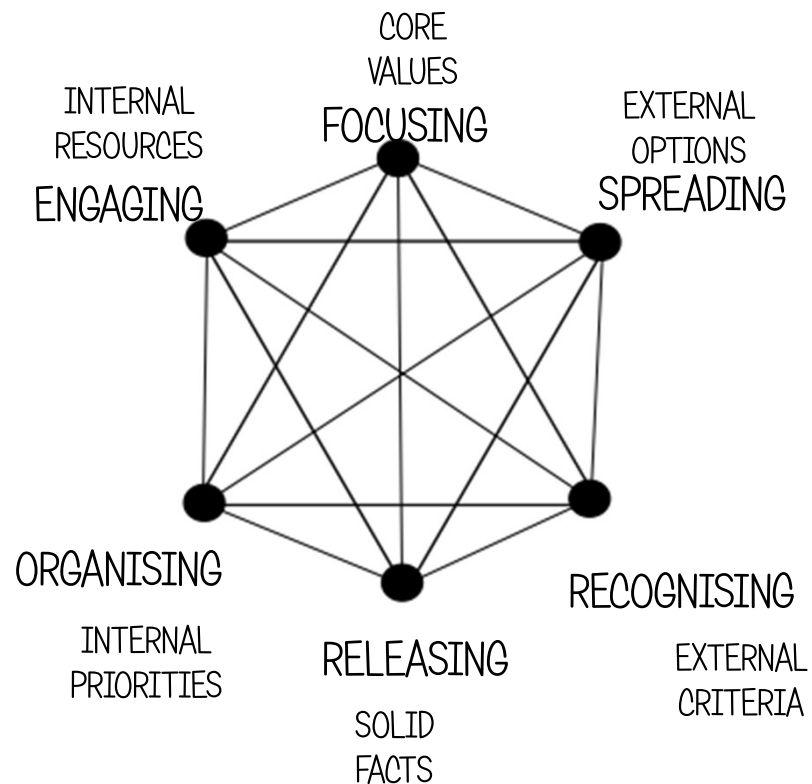 CORE
VALUES
FOCUSING
INTERNAL
RESOURCES
ENGAGING
EXTERNAL
OPTIONS
SPREADING
ORGANISING
INTERNAL
PRIORITIES
RELEASING
SOLID
FACTS
RECOGNISING
EXTERNAL
CRITERIA